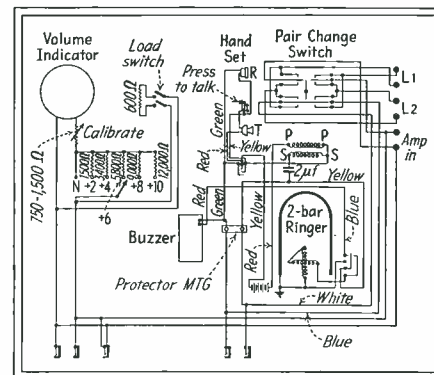 Volume
Indicator
Load
switch
Hand
Set
Pair Change
Switch
Press
to talk
R
L1
L2
600Ω
Green
T
Amp
in
Calibrate
Yellow
P P
S S
Red
2μf
750-1,500 Ω
12,000Ω
N +2 +4 +8 +10
+6
Red
Green
Yellow
Yellow
2-bar
Ringer
Blue
Buzzer
Red
Protector MTG
White
Blue